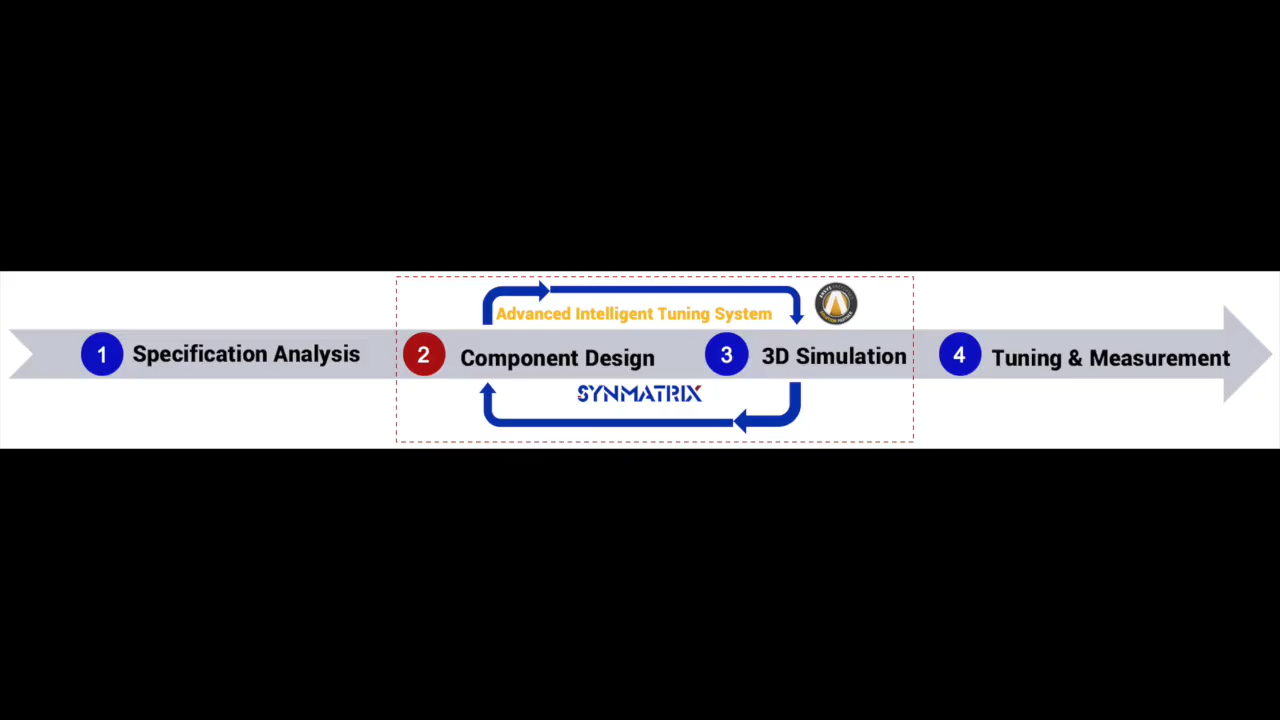 Advanced Intelligent Tuning System
1 Specification Analysis
2 Component Design
3 3D Simulation
4 Tuning & Measurement
SYNMATRIX